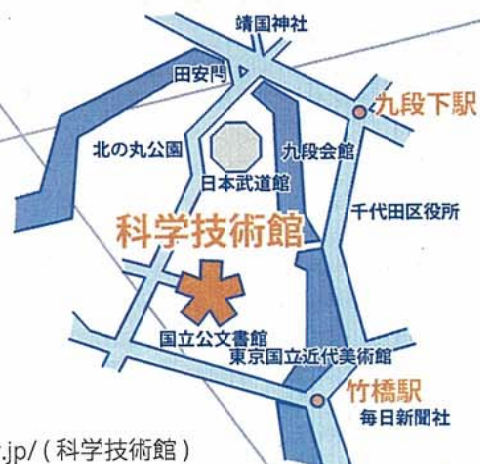 靖国神社
田安門
九段下駅
北の丸公園
九段会館
日本武道館
千代田区役所
科学技術館
国立公文書館
東京国立近代美術館
竹橋駅
毎日新聞社
.jp/ ( 科学技術館 )